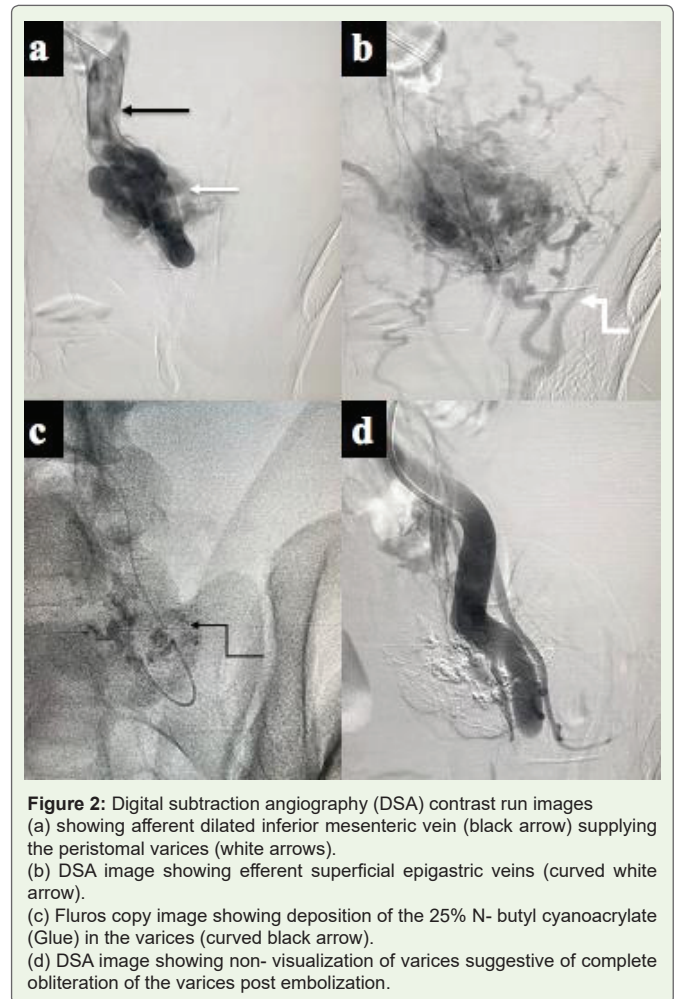 a
b
c
d
Figure 2: Digital subtraction angiography (DSA) contrast run images
(a) showing afferent dilated inferior mesenteric vein (black arrow) supplying
the peristomal varices (white arrows).
(b) DSA image showing efferent superficial epigastric veins (curved white
arrow).
(c) Fluros copy image showing deposition of the 25% N- butyl cyanoacrylate
(Glue) in the varices (curved black arrow).
(d) DSA image showing non- visualization of varices suggestive of complete
obliteration of the varices post embolization.